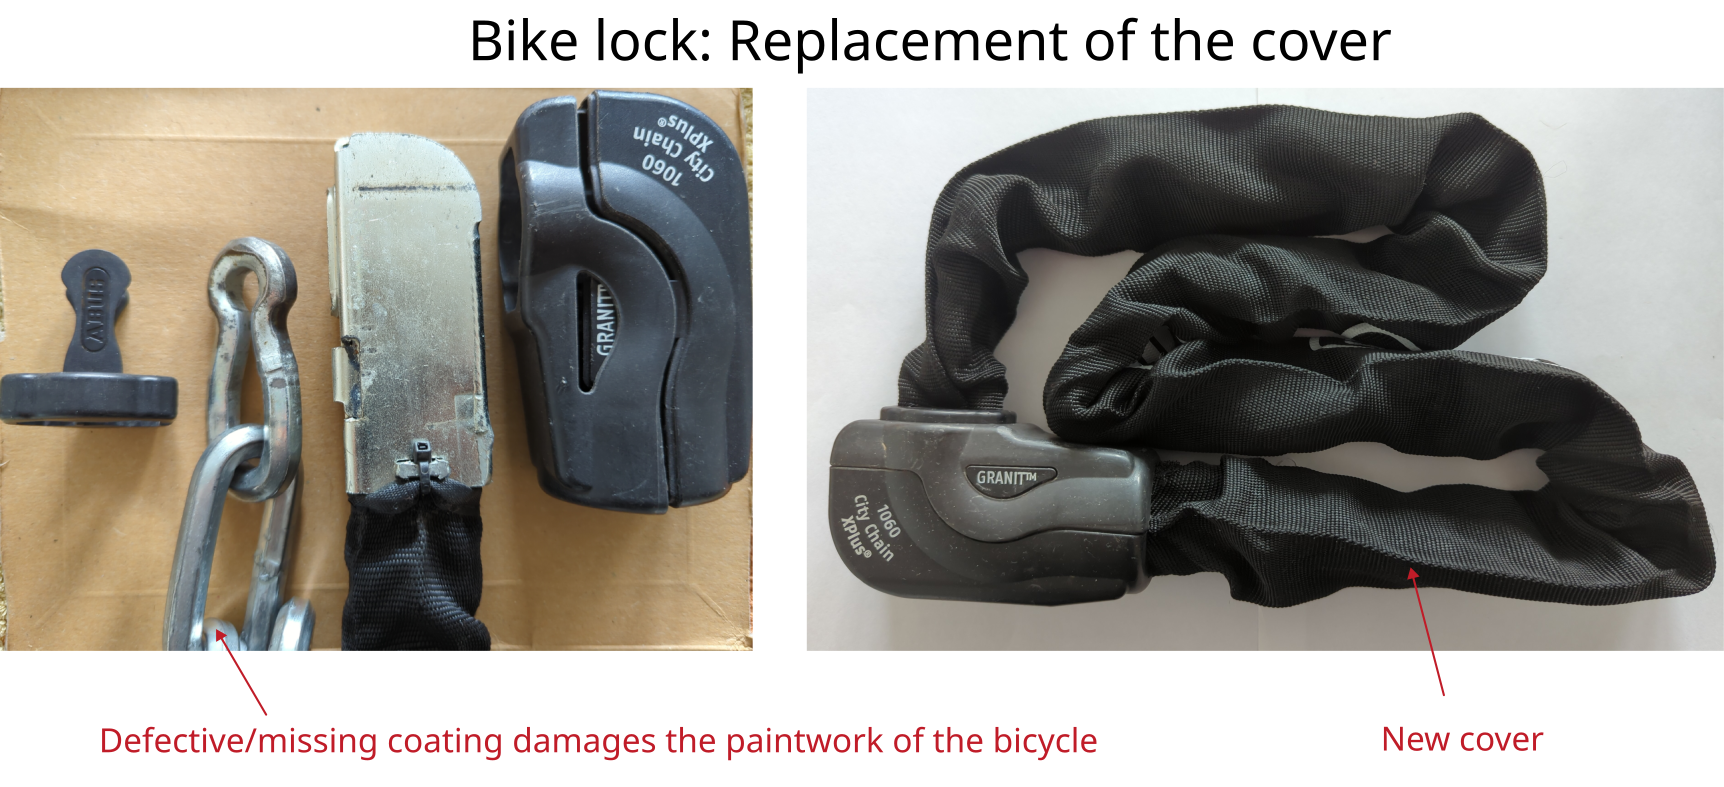 Bike lock: Replacement of the cover
ABUS
1060
City Chain
XPlus®
GRANIT™
GRANIT™
1060
City Chain
XPlus®
Defective/missing coating damages the paintwork of the bicycle
New cover